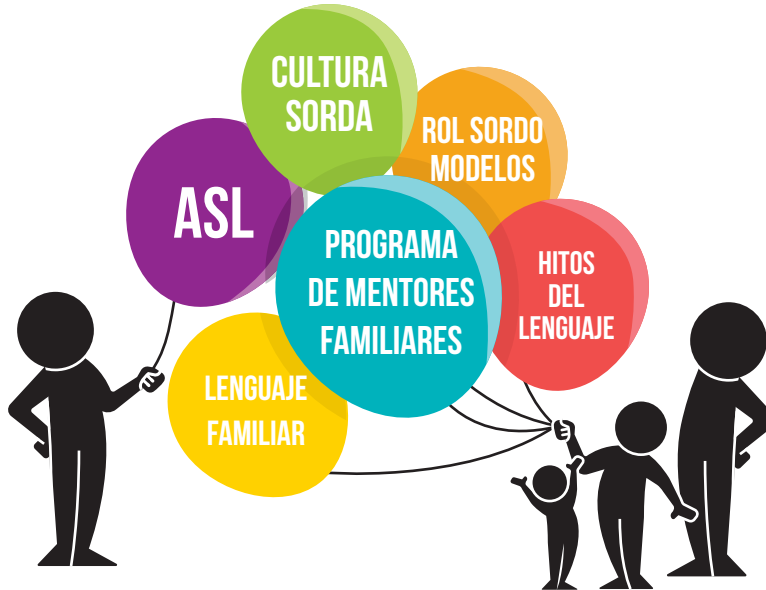 CULTURA
SORDA
ROL SORDO
MODELOS
ASL
PROGRAMA
DE MENTORES
FAMILIARES
HITOS
DEL
LENGUAJE
LENGUAJE
FAMILIAR